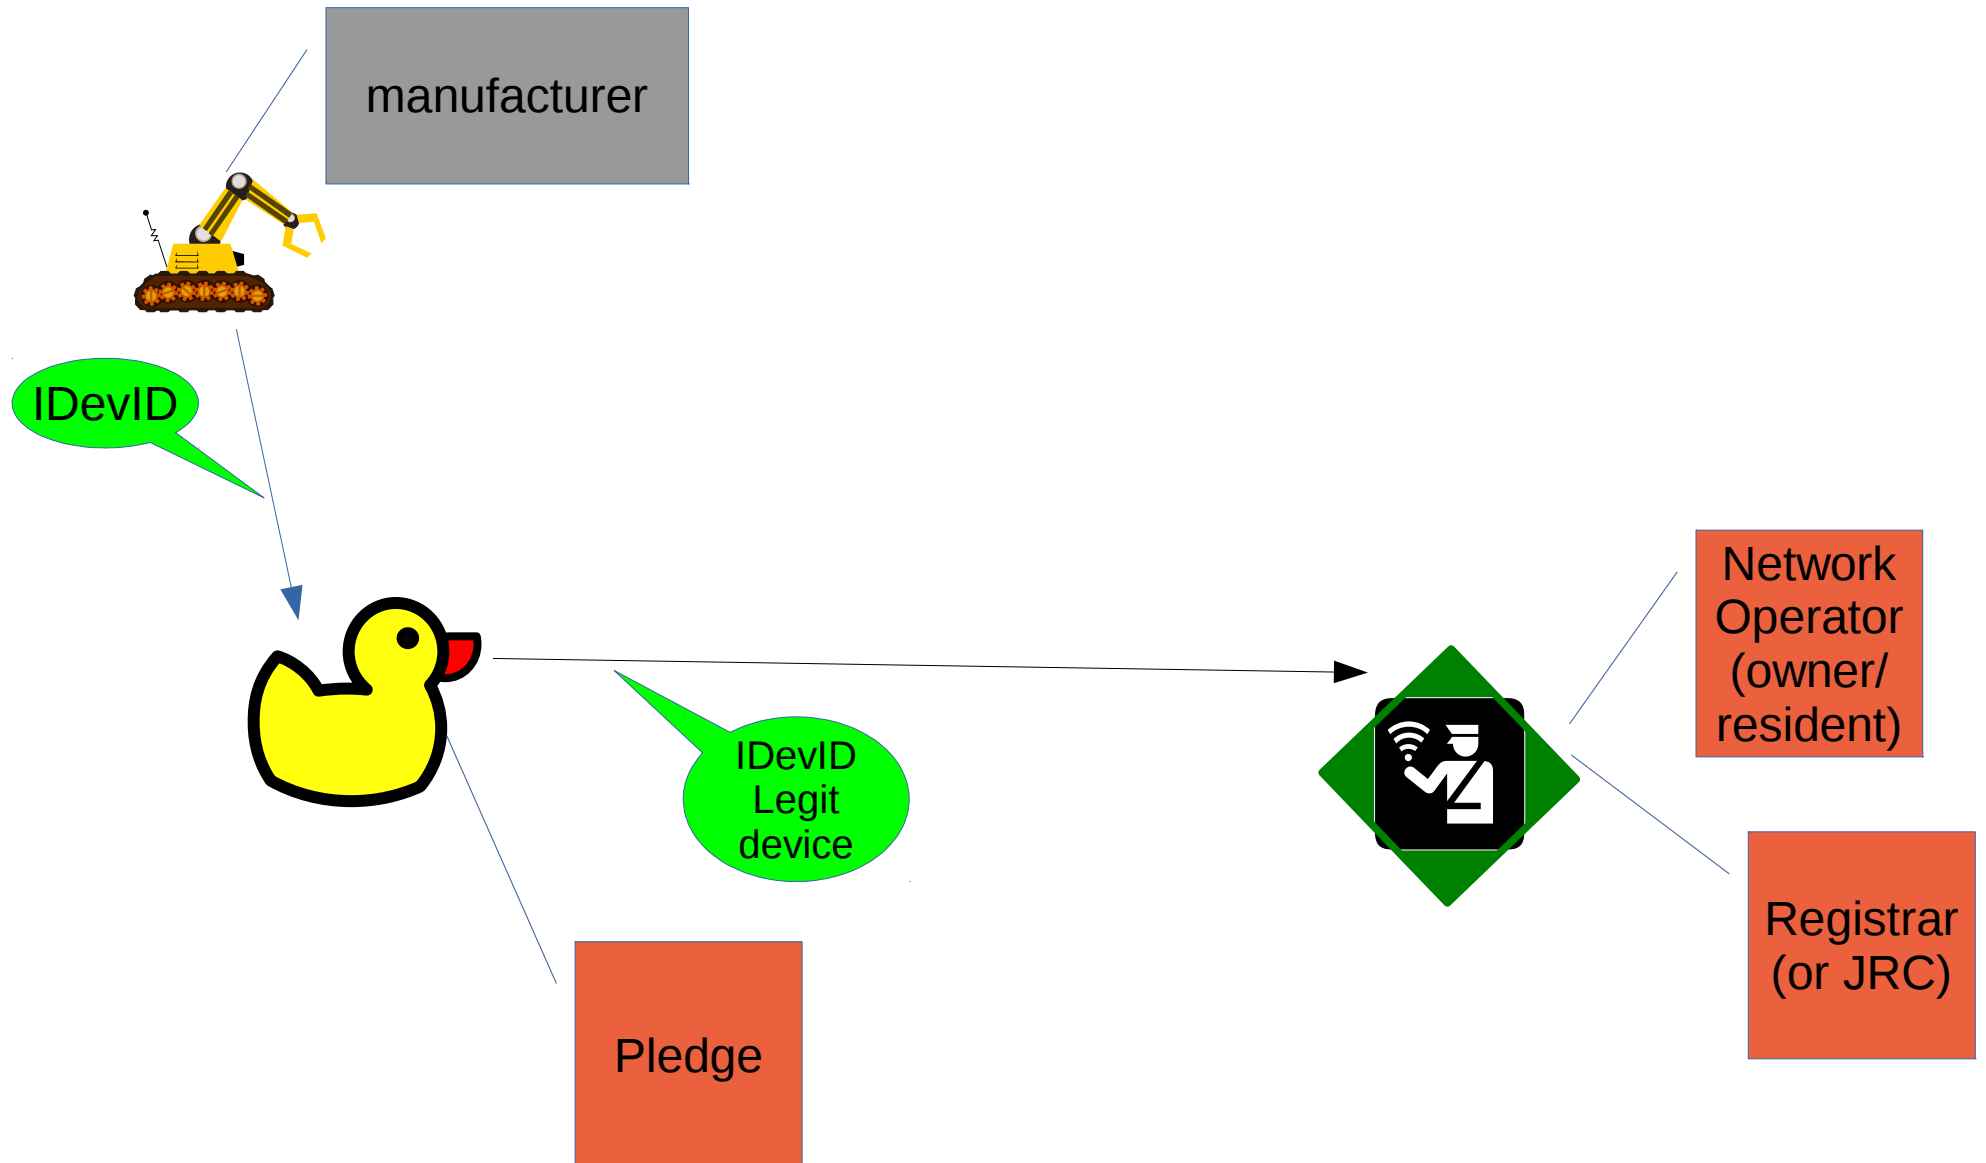 manufacturer
IDevID
Network
Operator
(owner/
resident)
IDevID
Legit
device
Registrar
(or JRC)
Pledge